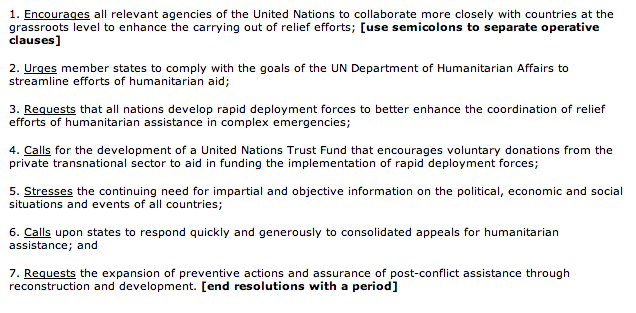 1. Encourages all relevant agencies of the United Nations to collaborate more closely with countries at the
grassroots level to enhance the carrying out of relief efforts; [use semicolons to separate operative
clauses]
2. Urges member states to comply with the goals of the UN Department of Humanitarian Affairs to
streamline efforts of humanitarian aid;
3. Requests that all nations develop rapid deployment forces to better enhance the coordination of relief
efforts of humanitarian assistance in complex emergencies;
4. Calls for the development of a United Nations Trust Fund that encourages voluntary donations from the
private transnational sector to aid in funding the implementation of rapid deployment forces;
5. Stresses the continuing need for impartial and objective information on the political, economic and social
situations and events of all countries;
6. Calls upon states to respond quickly and generously to consolidated appeals for humanitarian
assistance; and
7. Requests the expansion of preventive actions and assurance of post-conflict assistance through
reconstruction and development. [end resolutions with a period]